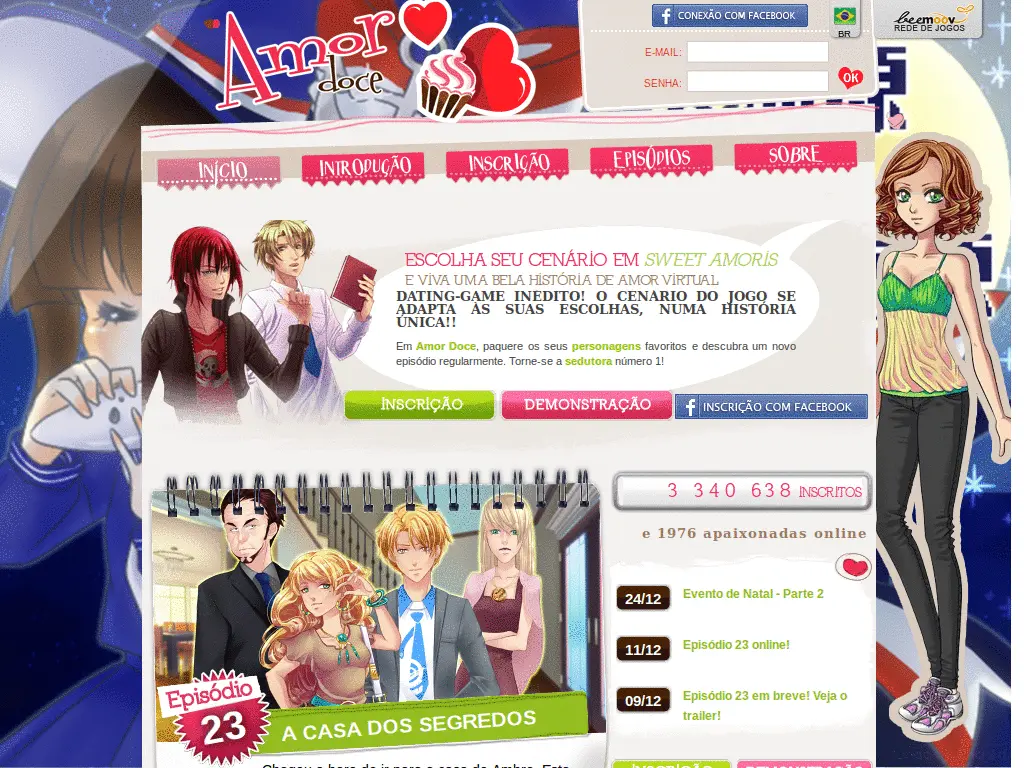 Amor
doce
CONEXÃO COM FACEBOOK
BR
beemoov
REDE DE JOGOS
E-MAIL:
SENHA:
OK
INÍCIO
INTRODUÇÃO
INSCRIÇÃO
EPISÓDIOS
SOBRE
ESCOLHA SEU CENÁRIO EM SWEET AMORIS
E VIVA UMA BELA HISTÓRIA DE AMOR VIRTUAL
DATING-GAME INEDITO! O CENARIO DO JOGO SE
ADAPTA ÀS SUAS ESCOLHAS, NUMA HISTÓRIA
ÚNICA!!
Em Amor Doce, paquere os seus personagens favoritos e descubra um novo
episódio regularmente. Torne-se a sedutora número 1!
INSCRIÇÃO
DEMONSTRAÇÃO
INSCRIÇÃO COM FACEBOOK
3 340 638 INSCRITOS
e 1976 apaixonadas online
24/12
Evento de Natal - Parte 2
11/12
Episódio 23 online!
09/12
Episódio 23 em breve! Veja o
trailer!
Episódio
23
A CASA DOS SEGREDOS
Chegou a hora de ir para a casa da Ambre. Esta
INSCRIÇÃO
DEMONSTRAÇÃO